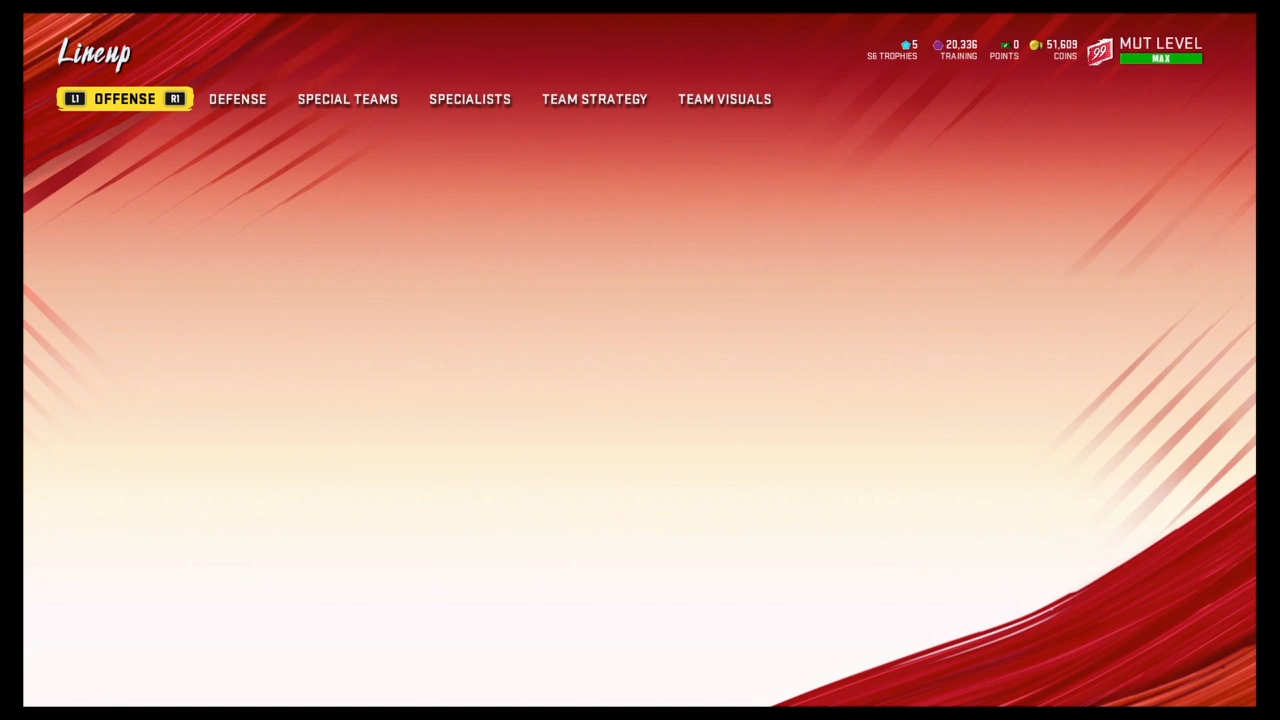 Lineup
5 20,336 0 51,609 99 MUT LEVEL
S6 TROPHIES TRAINING POINTS COINS MAX
L1 OFFENSE R1 DEFENSE SPECIAL TEAMS SPECIALISTS TEAM STRATEGY TEAM VISUALS